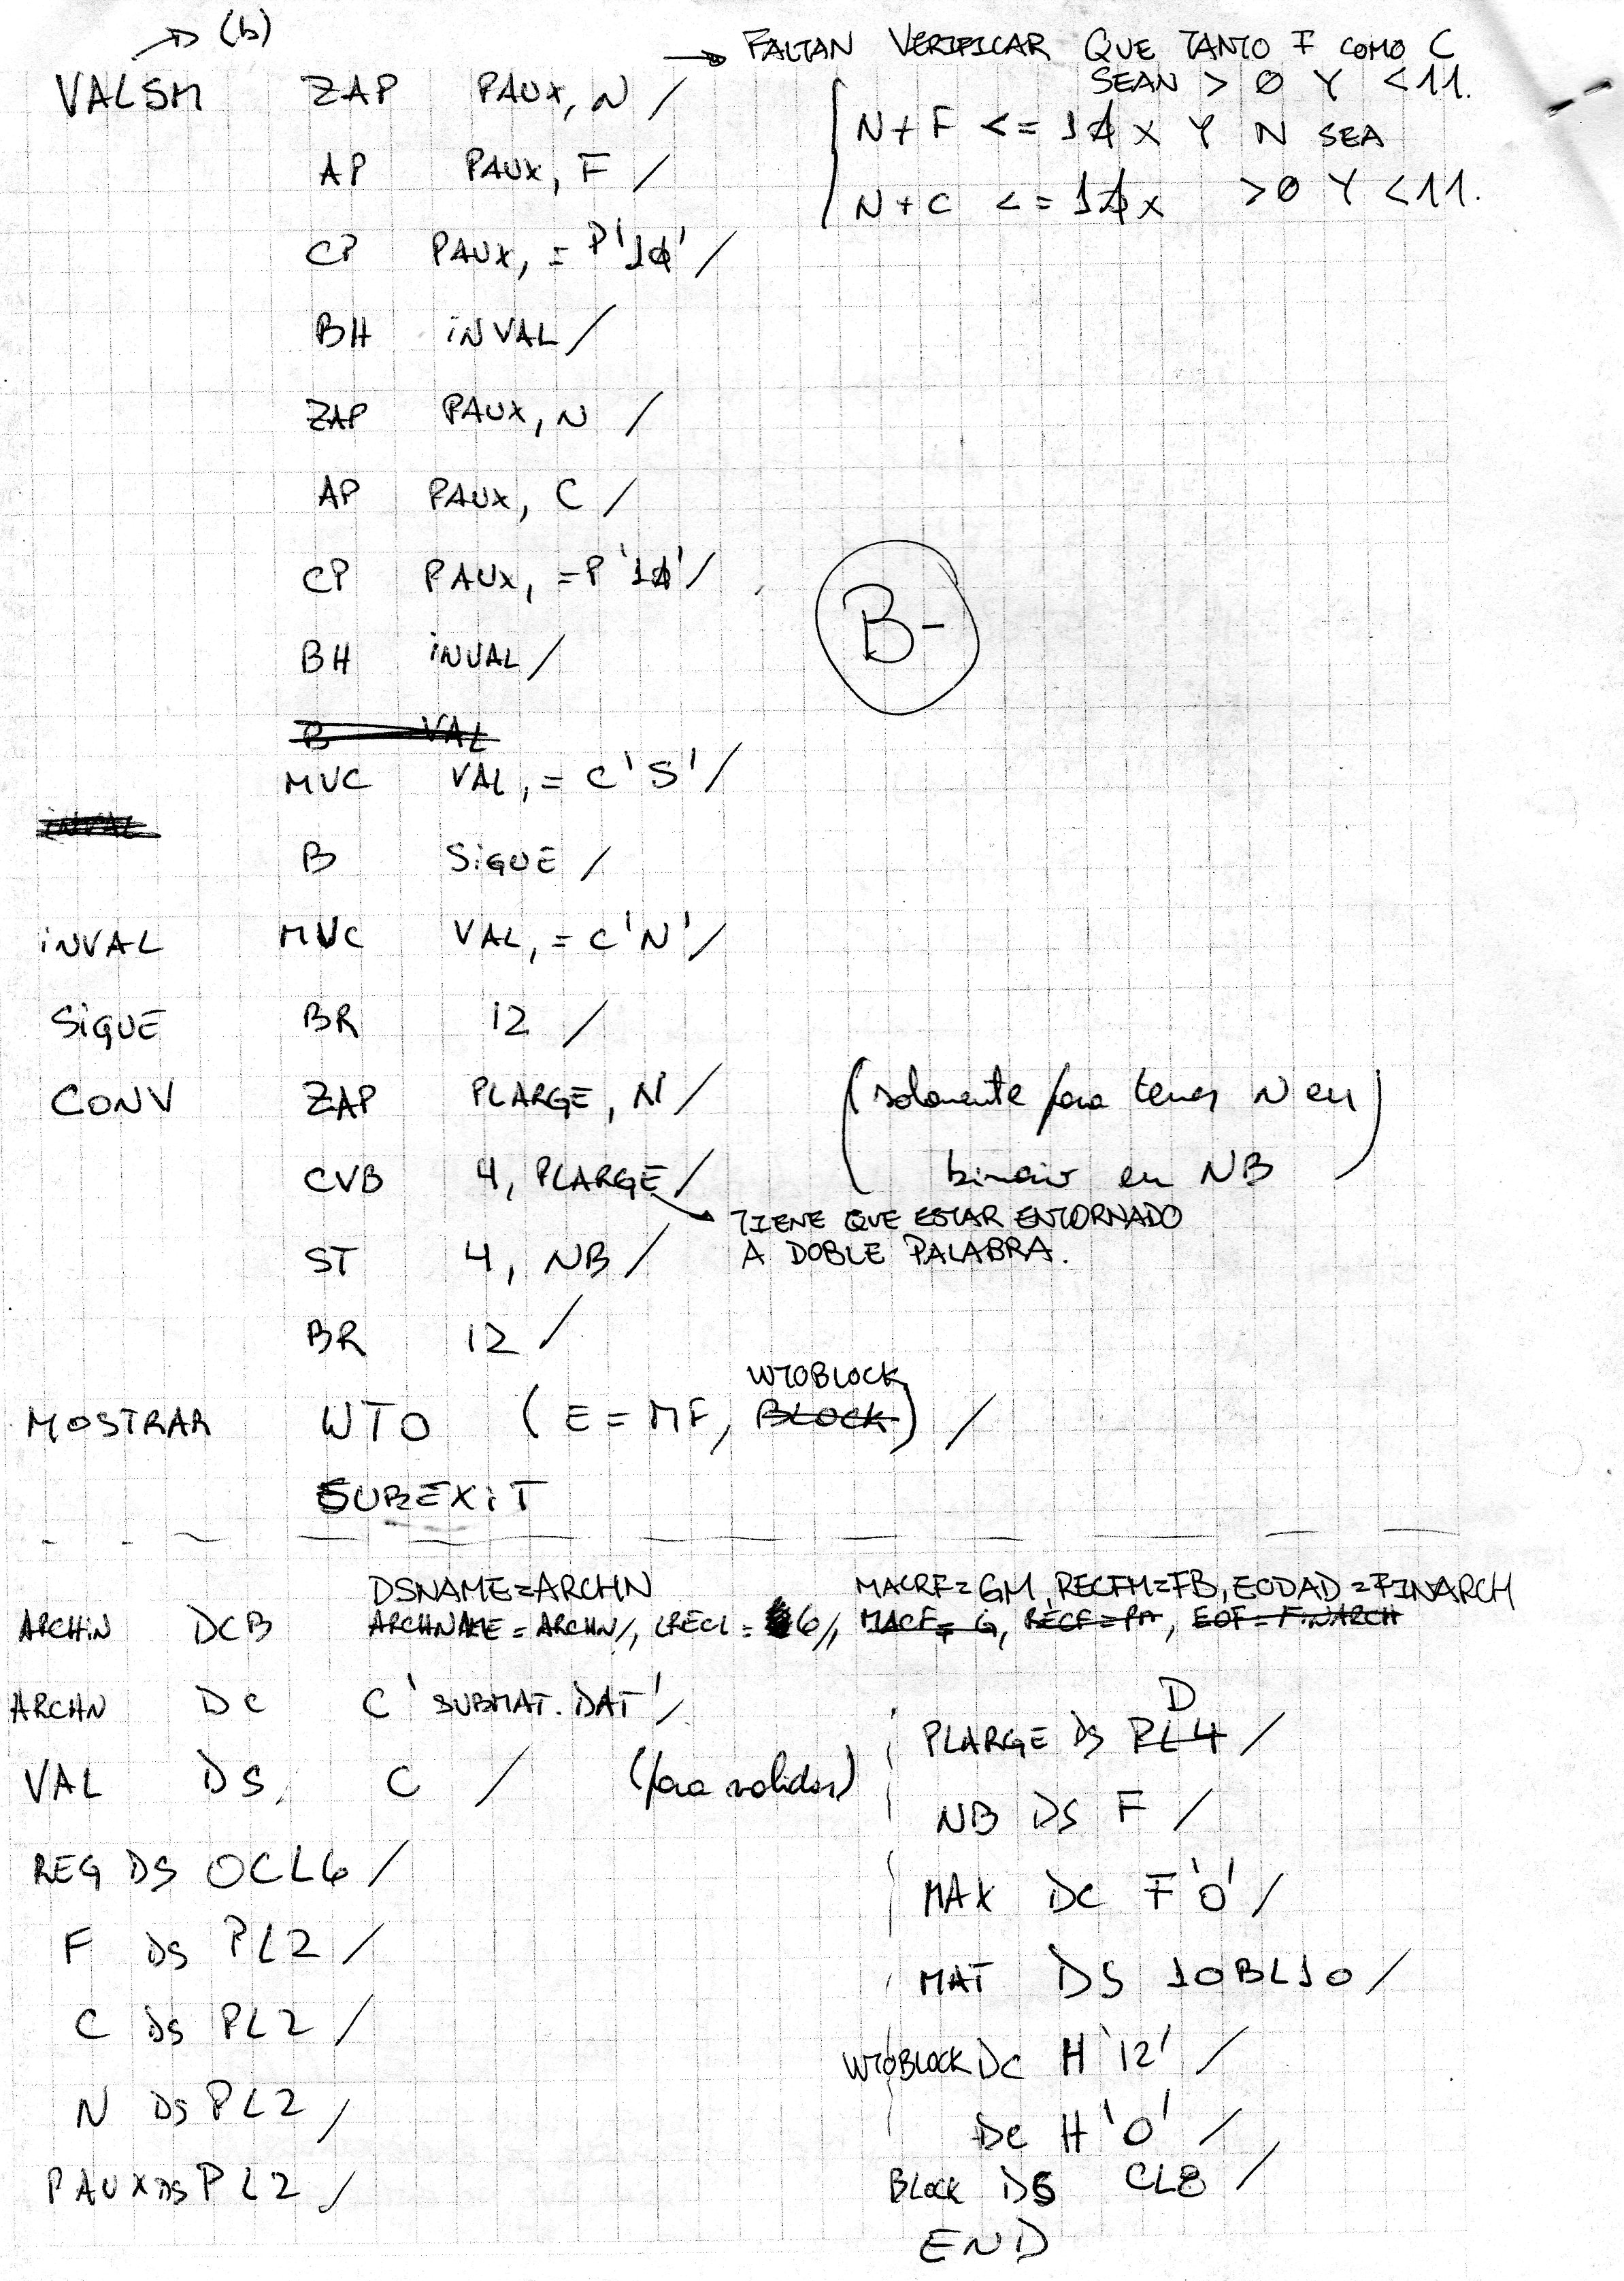 (b)
→ FALTAN VERIFICAR QUE TANTO F COMO C
SEAN > 0 Y < 11.
VALSM ZAP PAUX, N /
N + F <= 10 x Y N SEA
AP PAUX, F /
N + C <= 10 x > 0 Y < 11.
CP PAUX, = P'10' /
BH INVAL /
ZAP PAUX, N /
AP PAUX, C /
CP PAUX, = P'10' /
B-
BH INVAL /
B VAL
MVC VAL, = C'S' /
INVAL
B SIGUE /
INVAL MVC VAL, = C'N' /
SIGUE BR 12 /
CONV ZAP PLARGE, N / (solamente para tener N en
CVB 4, PLARGE / binario en NB)
→ TIENE QUE ESTAR ENTORNADO
ST 4, NB / A DOBLE PALABRA.
BR 12 /
WTOBLOCK
MOSTRAR WTO (E = MF, BLOCK) /
SUBEXIT
DSNAME=ARCHN MACRF=GM, RECFM=FB, EODAD=FINARCH
ARCHIN DCB ARCHNAME = ARCHN/, LRECL = 6//, MACF = G, RECF = PM, EOF = FINARCH
ARCHN DC C'SUBMAT.DAT' /
VAL DS C / (para validar)
REG DS 0CL6 /
F DS PL2 /
C DS PL2 /
N DS PL2 /
PAUX DS PL2 /
D
PLARGE DS PL4 /
NB DS F /
MAX DC F'0' /
MAT DS 10BL10 /
WTOBLOCK DC H'12' /
DC H'0' /
BLOCK DS CL8 /
END